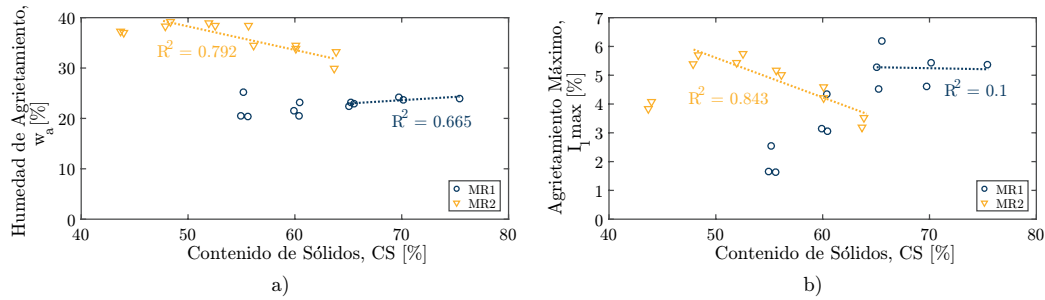 Humedad de Agrietamiento,
w_a [%]
40
30
20
10
0
R² = 0.792
R² = 0.665
MR1
MR2
40
50
60
70
80
Contenido de Sólidos, CS [%]
a)
Agrietamiento Máximo,
I_1max [%]
7
6
5
4
3
2
1
0
R² = 0.843
R² = 0.1
MR1
MR2
40
50
60
70
80
Contenido de Sólidos, CS [%]
b)